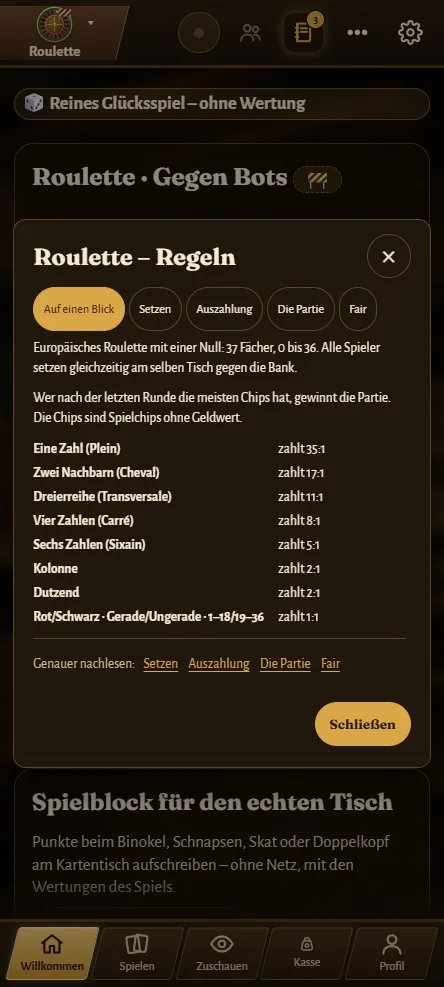 Roulette
3
Reines Glücksspiel – ohne Wertung
Roulette · Gegen Bots
Roulette – Regeln
Auf einen Blick
Setzen
Auszahlung
Die Partie
Fair
Europäisches Roulette mit einer Null: 37 Fächer, 0 bis 36. Alle Spieler
setzen gleichzeitig am selben Tisch gegen die Bank.
Wer nach der letzten Runde die meisten Chips hat, gewinnt die Partie.
Die Chips sind Spielchips ohne Geldwert.
Eine Zahl (Plein) zahlt 35:1
Zwei Nachbarn (Cheval) zahlt 17:1
Dreierreihe (Transversale) zahlt 11:1
Vier Zahlen (Carré) zahlt 8:1
Sechs Zahlen (Sixain) zahlt 5:1
Kolonne zahlt 2:1
Dutzend zahlt 2:1
Rot/Schwarz · Gerade/Ungerade · 1–18/19–36 zahlt 1:1
Genauer nachlesen: Setzen Auszahlung Die Partie Fair
Schließen
Spielblock für den echten Tisch
Punkte beim Binokel, Schnapsen, Skat oder Doppelkopf
am Kartentisch aufschreiben – ohne Netz, mit den
Wertungen des Spiels.
Willkommen
Spielen
Zuschauen
Kasse
Profil